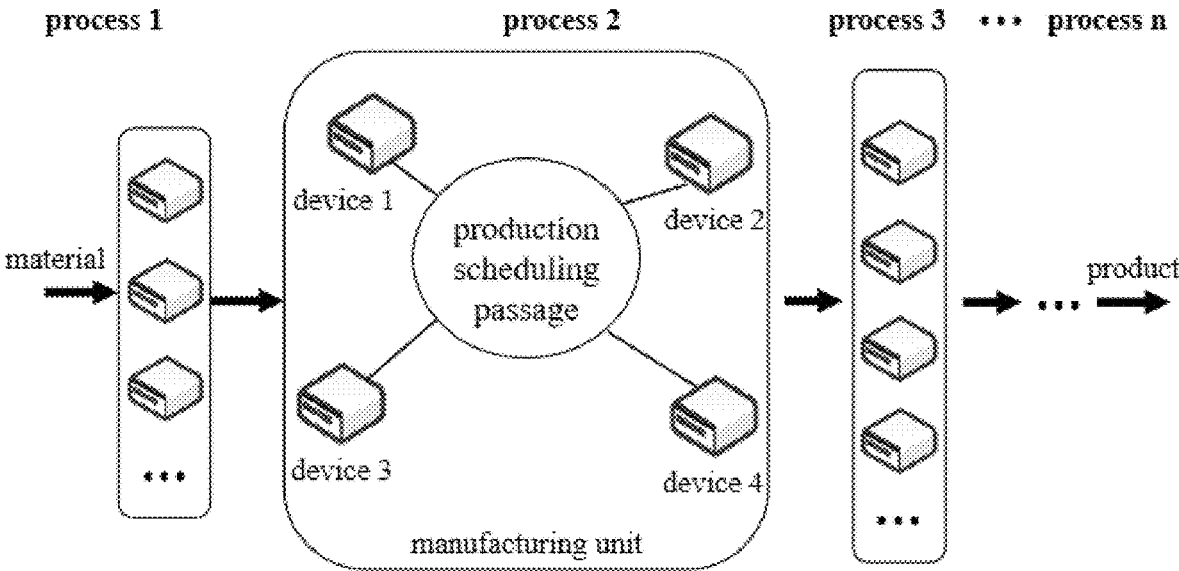 process 1
process 2
process 3 ••• process n
device 1
device 2
production
scheduling
passage
material
product
•••
device 3
device 4
•••
•••
manufacturing unit